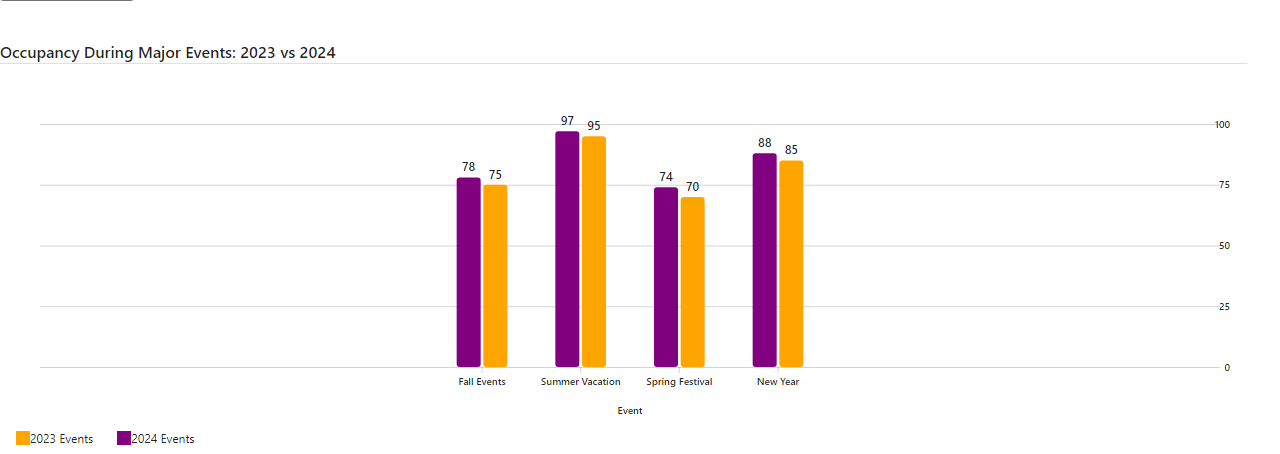 Occupancy During Major Events: 2023 vs 2024
97 95 100
88 85
78 75
74 70 75
50
25
0
Fall Events Summer Vacation Spring Festival New Year
Event
2023 Events 2024 Events